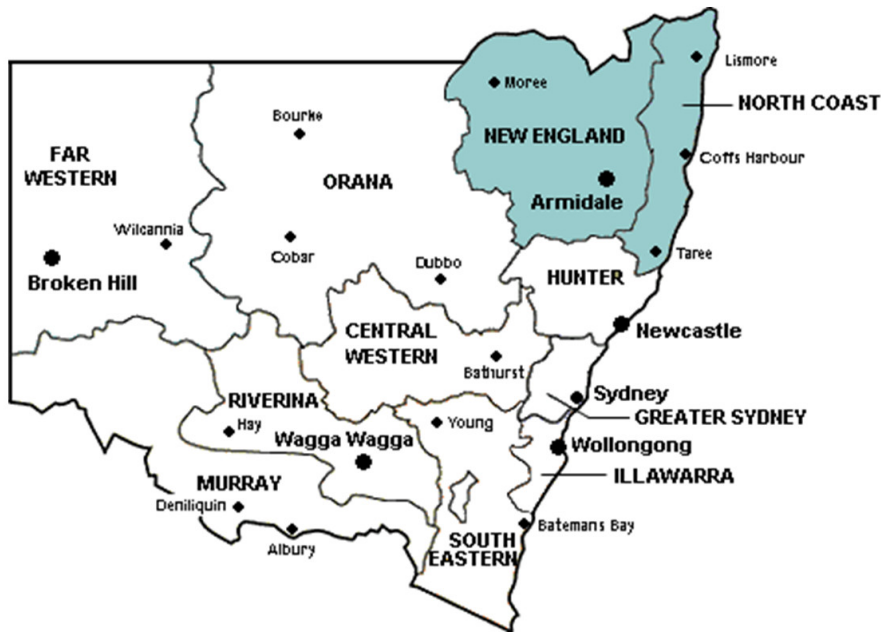 Lismore
Moree
NORTH COAST
Bourke
NEW ENGLAND
FAR
WESTERN
Coffs Harbour
ORANA
Armidale
Wilcannia
Cobar
Taree
Dubbo
HUNTER
Broken Hill
CENTRAL
WESTERN
Newcastle
Bathurst
Sydney
RIVERINA
GREATER SYDNEY
Hay
Young
Wagga Wagga
Wollongong
ILLAWARRA
MURRAY
Deniliquin
Batemans Bay
SOUTH
EASTERN
Albury